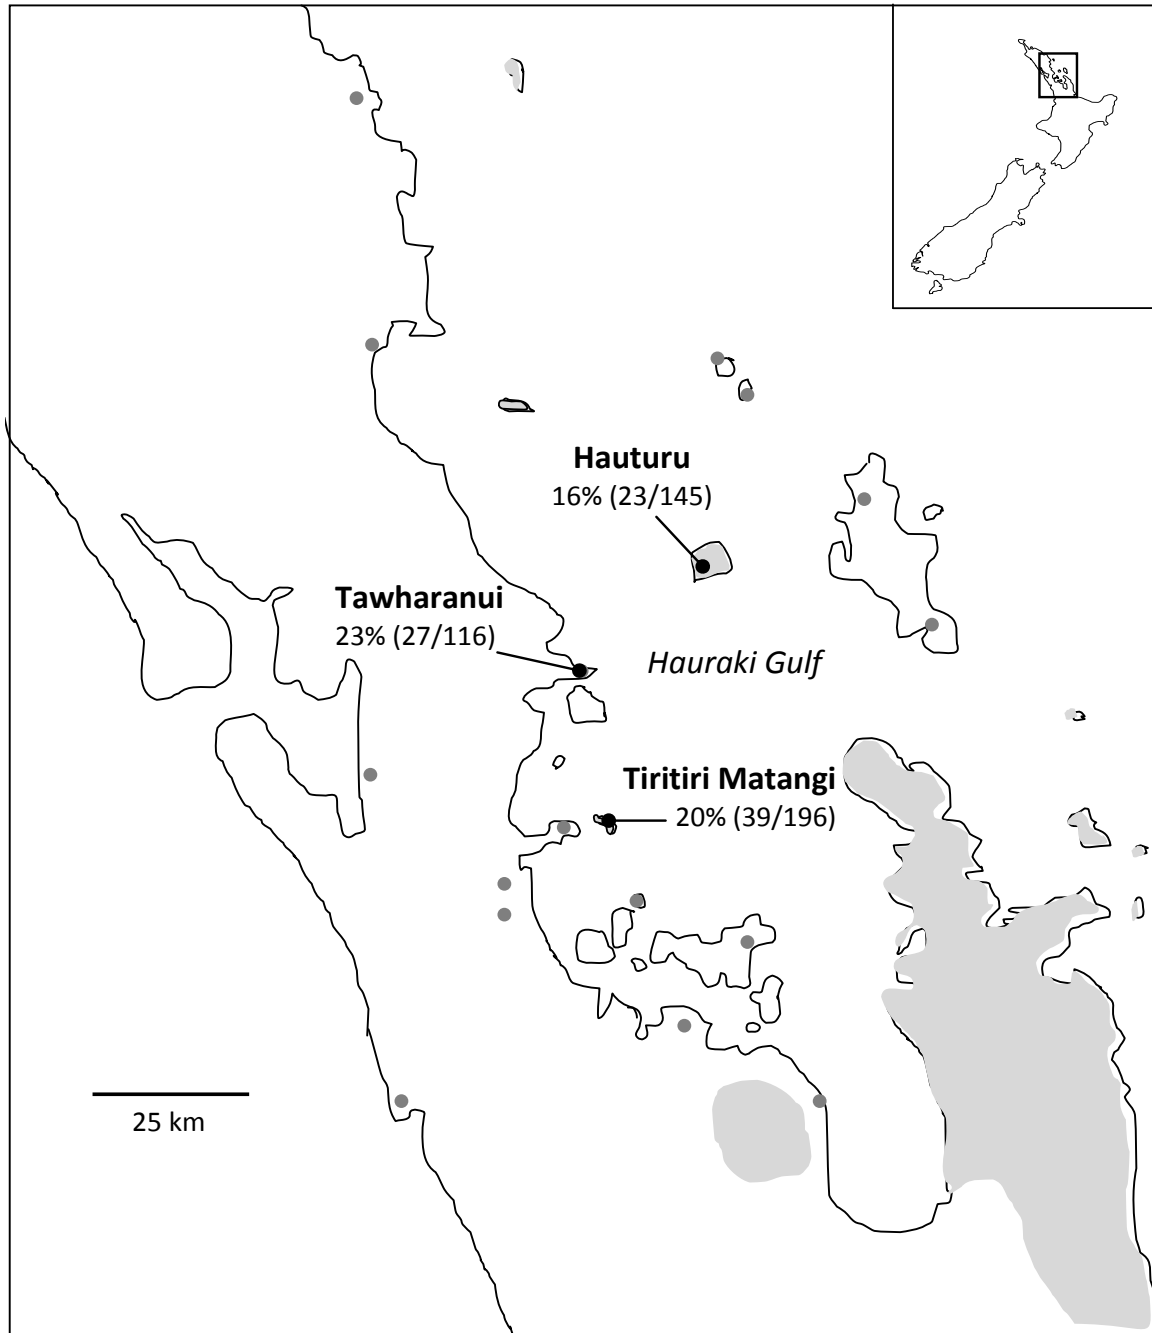 Hauturu
16% (23/145)
Tawharanui
23% (27/116)
Hauraki Gulf
Tiritiri Matangi
20% (39/196)
25 km